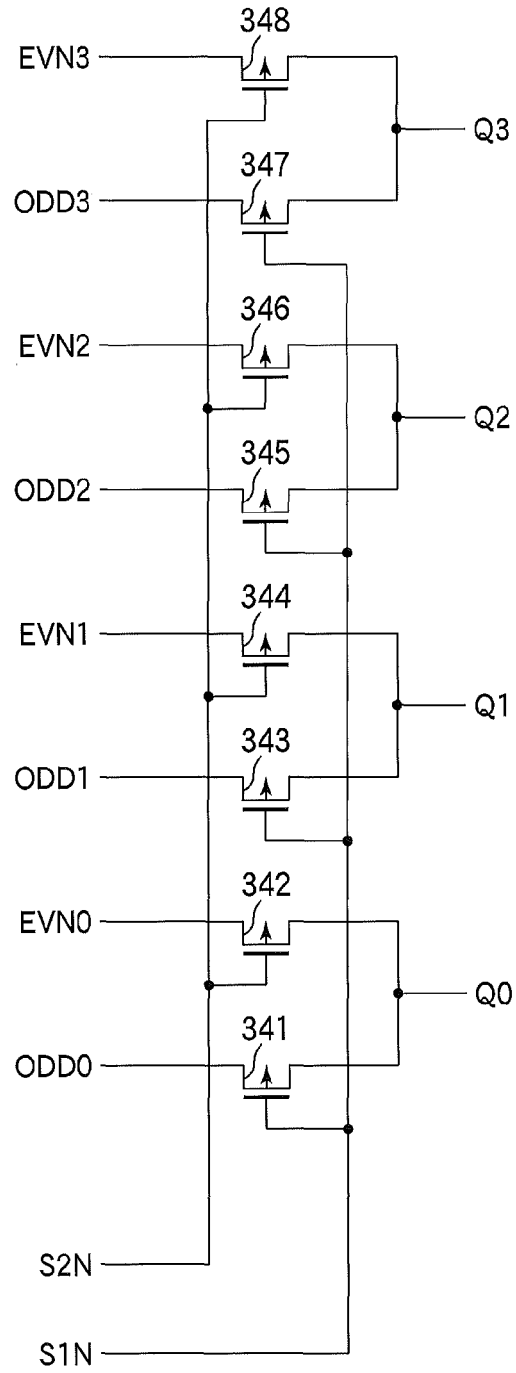 348
EVN3
Q3
347
ODD3
346
EVN2
Q2
345
ODD2
344
EVN1
Q1
343
ODD1
342
EVN0
Q0
341
ODD0
S2N
S1N